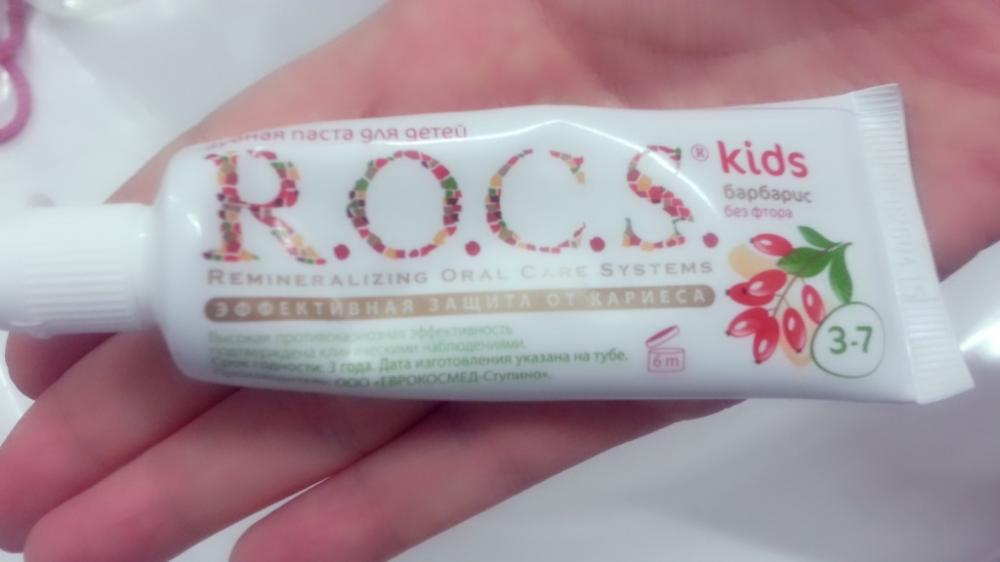 паста для детей
R.O.C.S.® kids
барбарис
без фтора
REMINERALIZING ORAL CARE SYSTEMS
ЭФФЕКТИВНАЯ ЗАЩИТА ОТ КАРИЕСА
Высокая противокариозная эффективность
подтверждена клиническими наблюдениями.
Срок годности: 3 года. Дата изготовления указана на тубе.
ООО «ЕВРОКОСМЕД-Ступино».
6 m
3-7